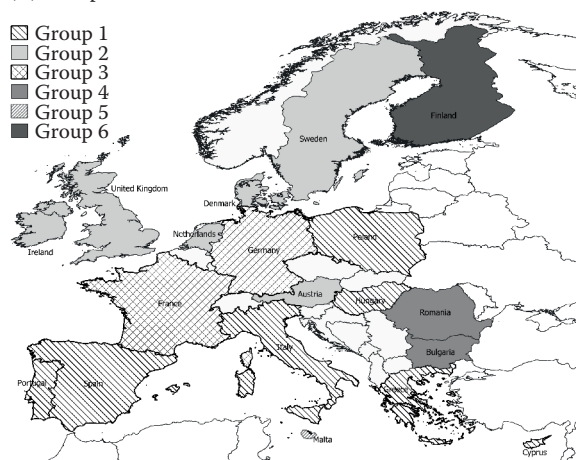 Group 1
Group 2
Group 3
Group 4
Group 5
Group 6
Finland
Sweden
United Kingdom
Denmark
Ireland
Netherlands
Germany
Poland
France
Austria
Hungary
Romania
Bulgaria
Italy
Portugal
Spain
Greece
Malta
Cyprus